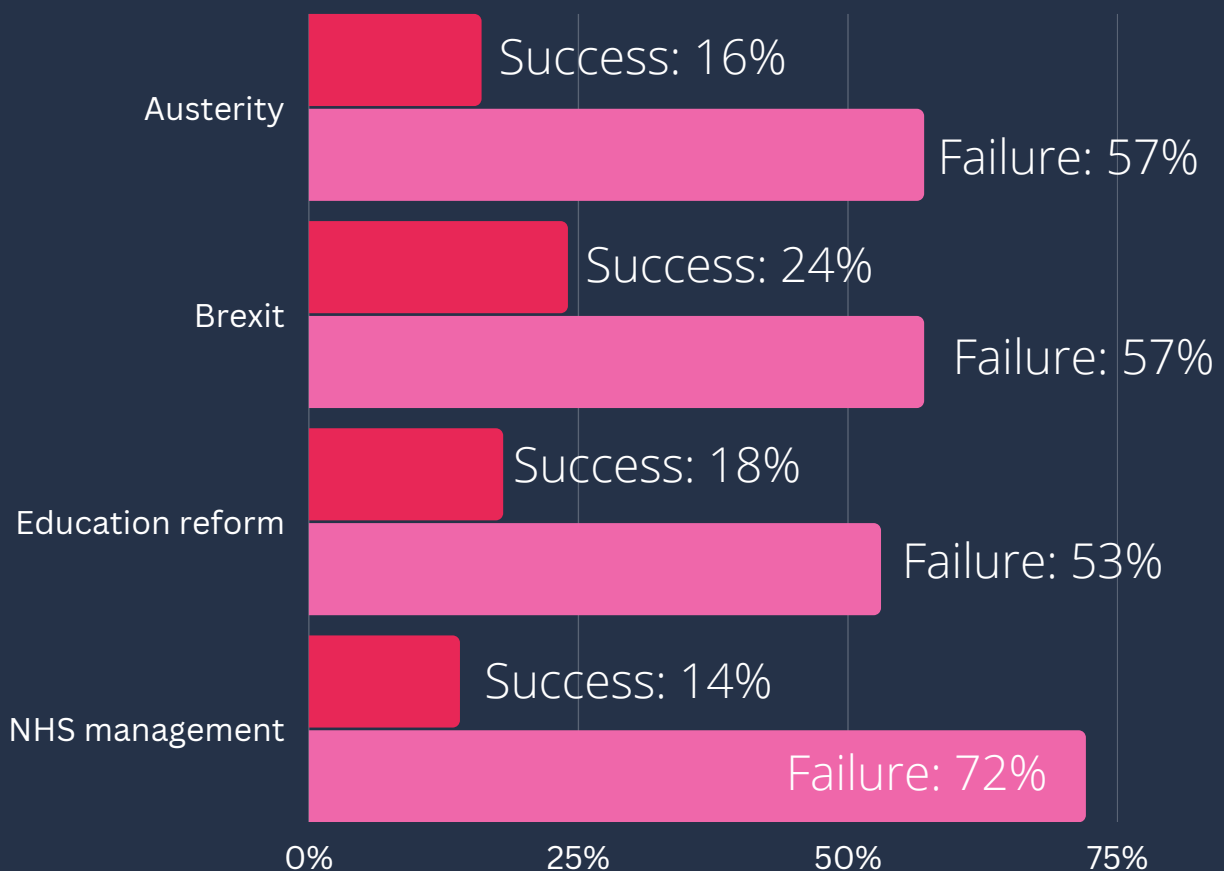 Success: 16%
Austerity
Failure: 57%
Success: 24%
Brexit
Failure: 57%
Success: 18%
Education reform
Failure: 53%
Success: 14%
NHS management
Failure: 72%
0% 25% 50% 75%